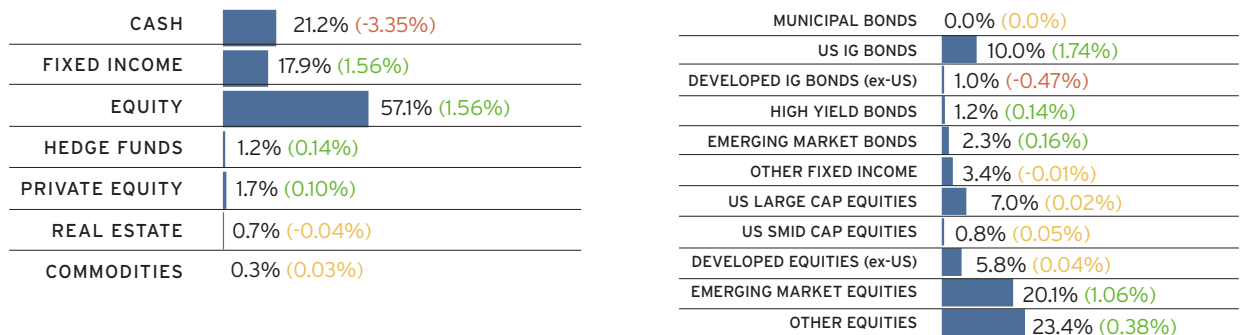 CASH 21.2% (-3.35%)
FIXED INCOME 17.9% (1.56%)
EQUITY 57.1% (1.56%)
HEDGE FUNDS 1.2% (0.14%)
PRIVATE EQUITY 1.7% (0.10%)
REAL ESTATE 0.7% (-0.04%)
COMMODITIES 0.3% (0.03%)
MUNICIPAL BONDS 0.0% (0.0%)
US IG BONDS 10.0% (1.74%)
DEVELOPED IG BONDS (ex-US) 1.0% (-0.47%)
HIGH YIELD BONDS 1.2% (0.14%)
EMERGING MARKET BONDS 2.3% (0.16%)
OTHER FIXED INCOME 3.4% (-0.01%)
US LARGE CAP EQUITIES 7.0% (0.02%)
US SMID CAP EQUITIES 0.8% (0.05%)
DEVELOPED EQUITIES (ex-US) 5.8% (0.04%)
EMERGING MARKET EQUITIES 20.1% (1.06%)
OTHER EQUITIES 23.4% (0.38%)